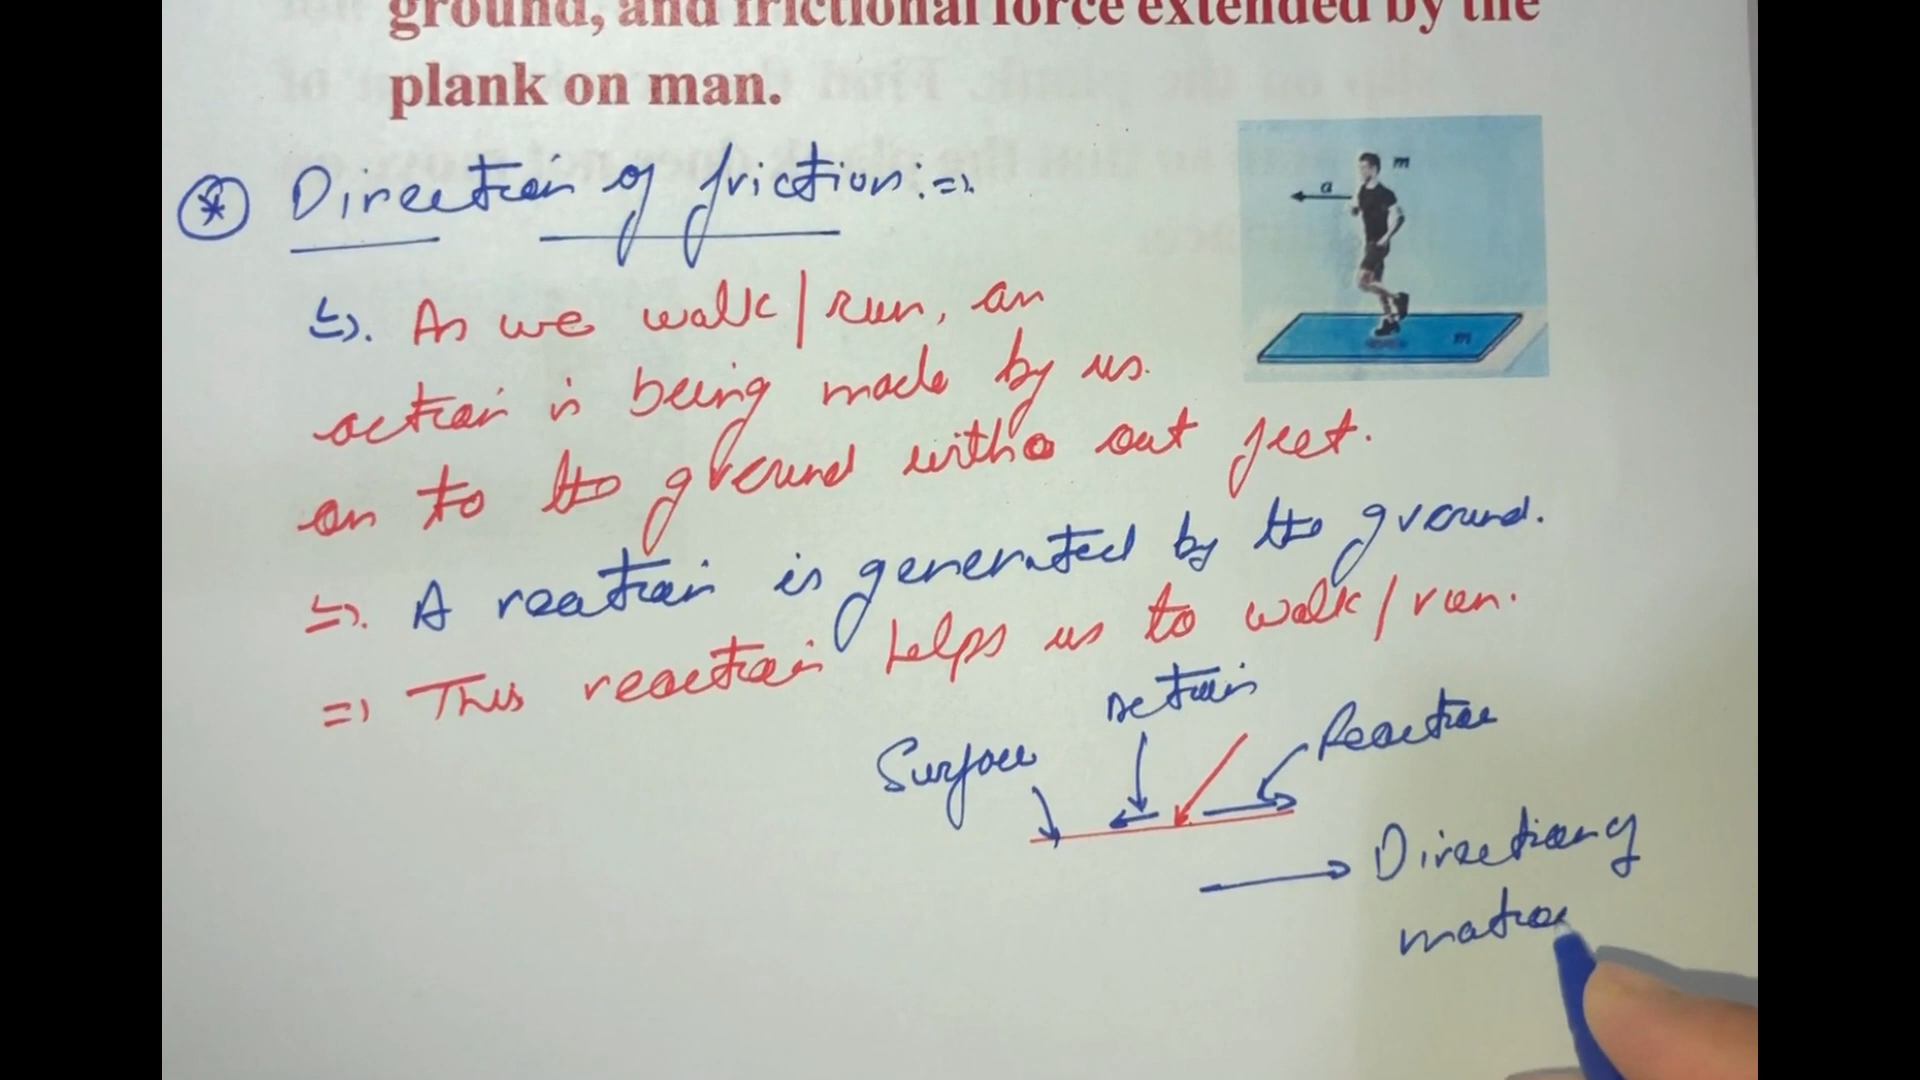 ground, and frictional force extended by the
plank on man.
Direction of friction:⇒
m
a
⇒. As we walk/run, an
action is being made by us.
on to the ground with out feet.
m
⇒. A reation is generated by the ground.
⇒ This reaction helps us to walk/run.
Action
Reaction
Surface
Direction of
motion